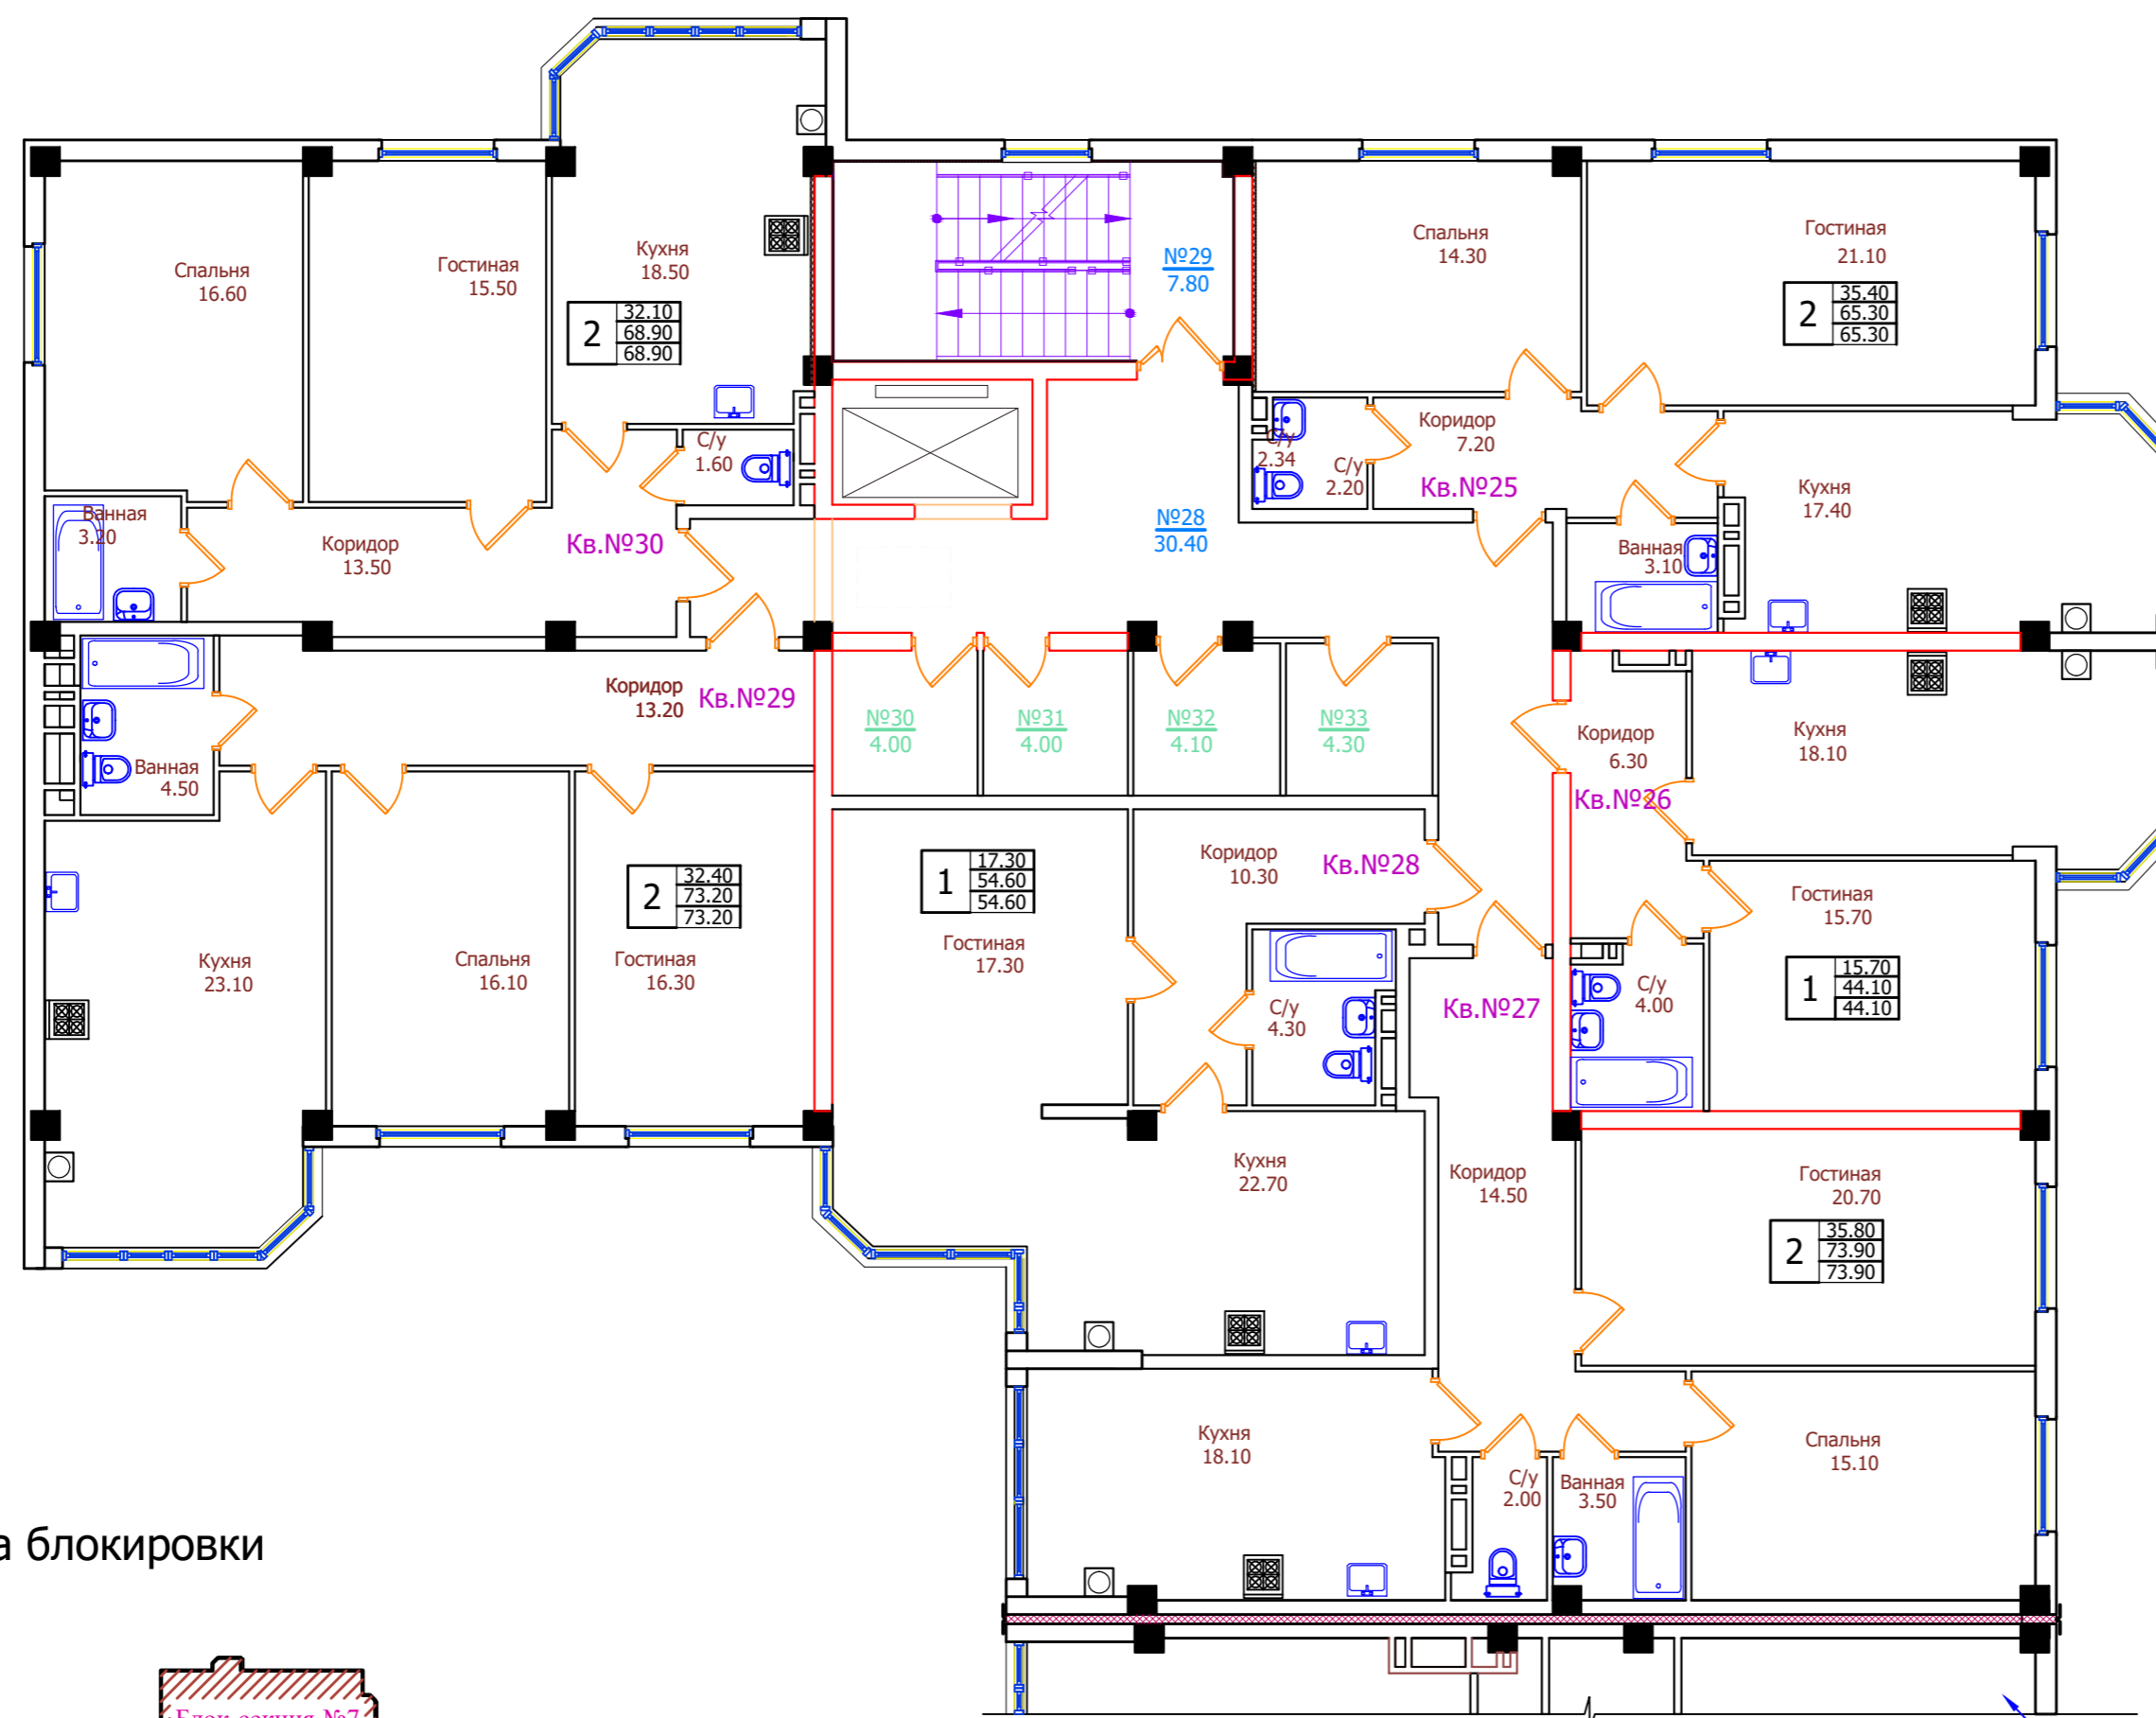 Спальня
16.60
Гостиная
15.50
Кухня
18.50
2
32.10
68.90
68.90
С/у
1.60
Ванная
3.20
Коридор
13.50
Кв.№30
№29
7.80
№28
30.40
Спальня
14.30
Гостиная
21.10
2
35.40
65.30
65.30
Коридор
7.20
С/у
2.34
С/у
2.20
Кв.№25
Кухня
17.40
Ванная
3.10
Коридор
13.20
Кв.№29
Ванная
4.50
№30
4.00
№31
4.00
№32
4.10
№33
4.30
Коридор
6.30
Кв.№26
Кухня
18.10
2
32.40
73.20
73.20
Кухня
23.10
Спальня
16.10
Гостиная
16.30
1
17.30
54.60
54.60
Гостиная
17.30
Коридор
10.30
Кв.№28
С/у
4.30
Кв.№27
Гостиная
15.70
1
15.70
44.10
44.10
С/у
4.00
Кухня
22.70
Коридор
14.50
Гостиная
20.70
2
35.80
73.90
73.90
Кухня
18.10
С/у
2.00
Ванная
3.50
Спальня
15.10
а блокировки
Блок-секция №7